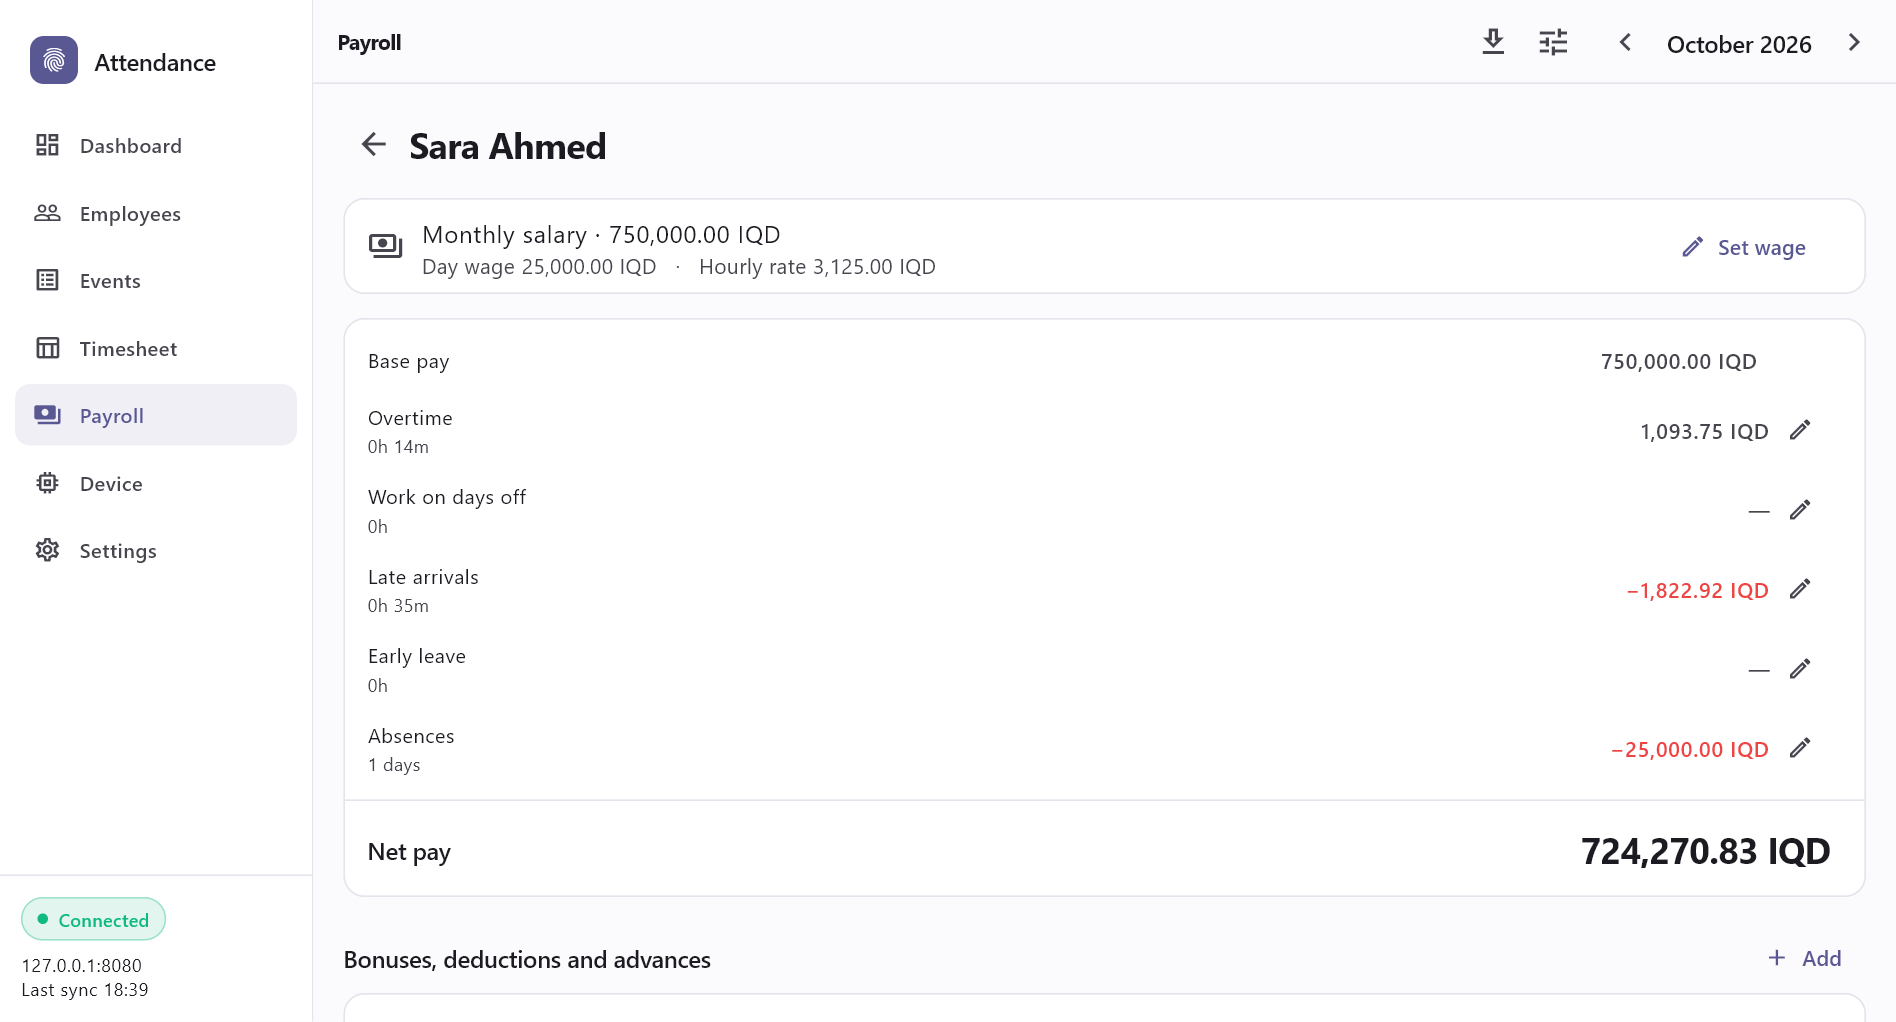 Attendance
Dashboard
Employees
Events
Timesheet
Payroll
Device
Settings
Connected
127.0.0.1:8080
Last sync 18:39
Payroll
October 2026
Sara Ahmed
Monthly salary · 750,000.00 IQD
Day wage 25,000.00 IQD · Hourly rate 3,125.00 IQD
Set wage
Base pay 750,000.00 IQD
Overtime
0h 14m
1,093.75 IQD
Work on days off
0h
—
Late arrivals
0h 35m
−1,822.92 IQD
Early leave
0h
—
Absences
1 days
−25,000.00 IQD
Net pay 724,270.83 IQD
Bonuses, deductions and advances
+ Add